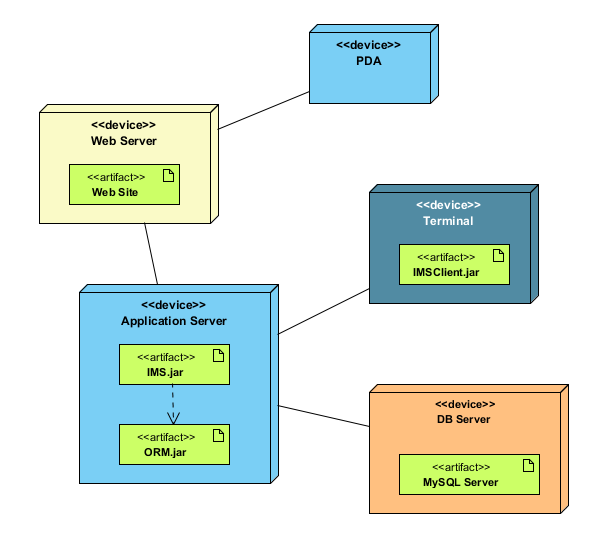 <<device>>
PDA
<<device>>
Web Server
<<artifact>>
Web Site
<<device>>
Terminal
<<artifact>>
IMSClient.jar
<<device>>
Application Server
<<artifact>>
IMS.jar
<<artifact>>
ORM.jar
<<device>>
DB Server
<<artifact>>
MySQL Server